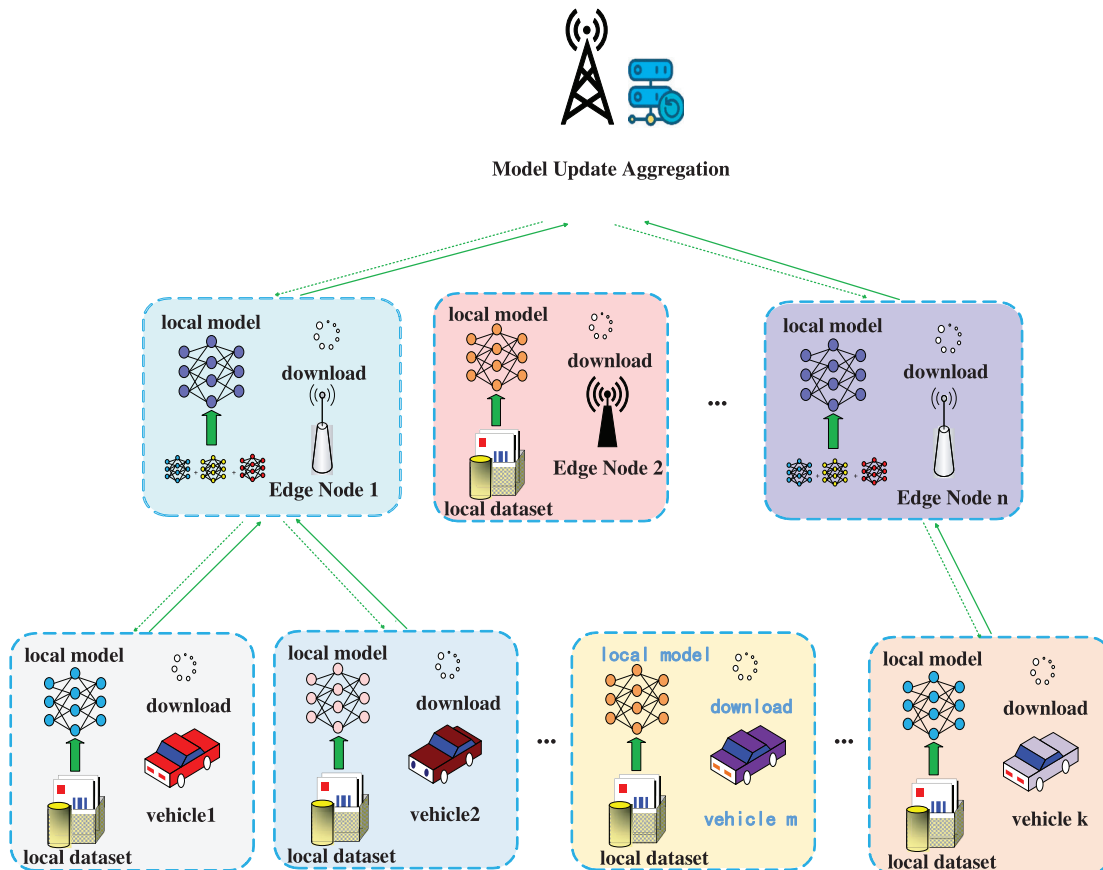 Model Update Aggregation
local model
download
Edge Node 1
local model
download
Edge Node 2
local dataset
...
local model
download
Edge Node n
local model
download
vehicle1
local dataset
local model
download
vehicle2
local dataset
...
local model
download
vehicle m
local dataset
...
local model
download
vehicle k
local dataset